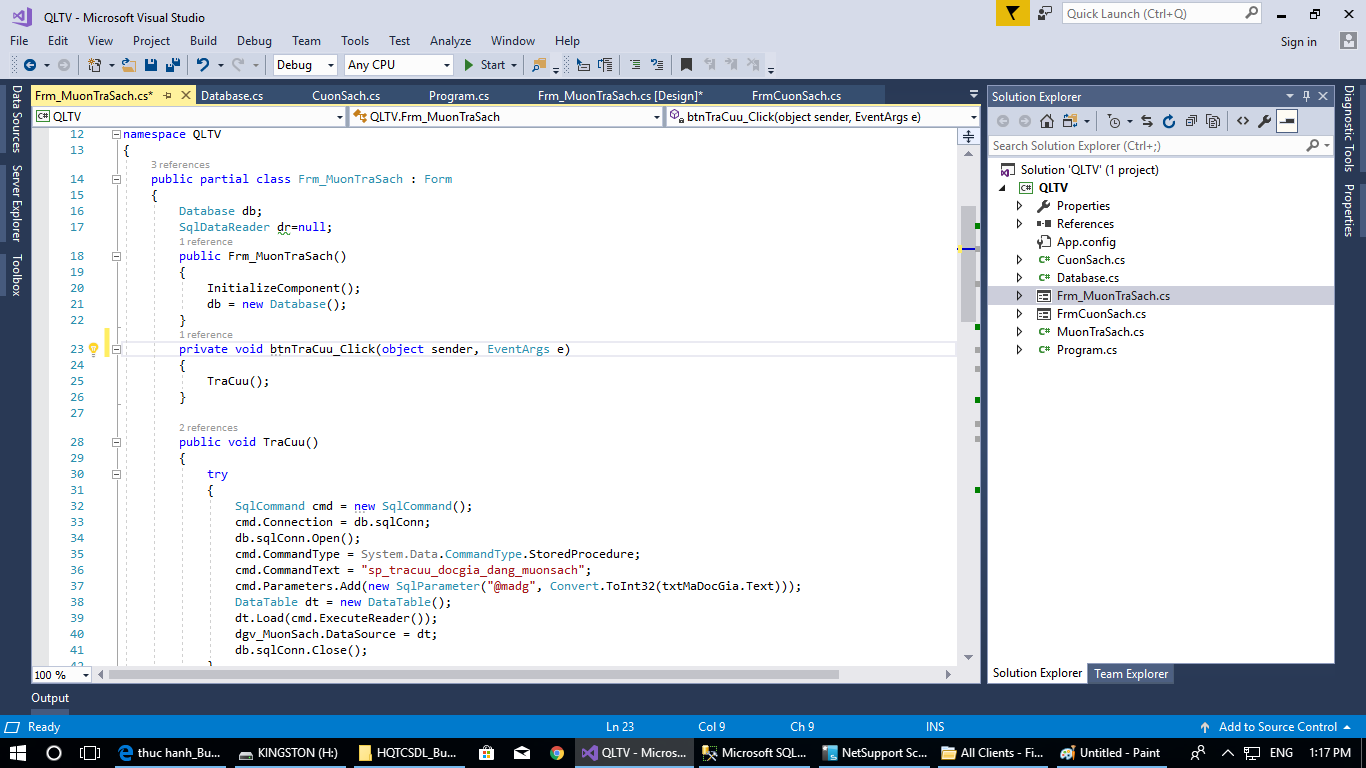 QLTV - Microsoft Visual Studio
Quick Launch (Ctrl+Q)
File Edit View Project Build Debug Team Tools Test Analyze Window Help
Sign in
Debug Any CPU Start
Data Sources
Server Explorer
Toolbox
Frm_MuonTraSach.cs* Database.cs CuonSach.cs Program.cs Frm_MuonTraSach.cs [Design]* FrmCuonSach.cs
QLTV QLTV.Frm_MuonTraSach btnTraCuu_Click(object sender, EventArgs e)
12 namespace QLTV
13 {
3 references
14 public partial class Frm_MuonTraSach : Form
15 {
16 Database db;
17 SqlDataReader dr=null;
1 reference
18 public Frm_MuonTraSach()
19 {
20 InitializeComponent();
21 db = new Database();
22 }
1 reference
23 private void btnTraCuu_Click(object sender, EventArgs e)
24 {
25 TraCuu();
26 }
27
2 references
28 public void TraCuu()
29 {
30 try
31 {
32 SqlCommand cmd = new SqlCommand();
33 cmd.Connection = db.sqlConn;
34 db.sqlConn.Open();
35 cmd.CommandType = System.Data.CommandType.StoredProcedure;
36 cmd.CommandText = "sp_tracuu_docgia_dang_muonsach";
37 cmd.Parameters.Add(new SqlParameter("@madg", Convert.ToInt32(txtMaDocGia.Text)));
38 DataTable dt = new DataTable();
39 dt.Load(cmd.ExecuteReader());
40 dgv_MuonSach.DataSource = dt;
41 db.sqlConn.Close();
42 }
100 %
Solution Explorer
Search Solution Explorer (Ctrl+;)
Solution 'QLTV' (1 project)
C# QLTV
Properties
References
App.config
C# CuonSach.cs
C# Database.cs
Frm_MuonTraSach.cs
FrmCuonSach.cs
C# MuonTraSach.cs
C# Program.cs
Solution Explorer Team Explorer
Diagnostic Tools
Properties
Output
Ready Ln 23 Col 9 Ch 9 INS Add to Source Control
thuc hanh_Bu... KINGSTON (H:) HQTCSDL_Bu... QLTV - Micros... Microsoft SQL... NetSupport Sc... All Clients - Fi... Untitled - Paint ENG 1:17 PM